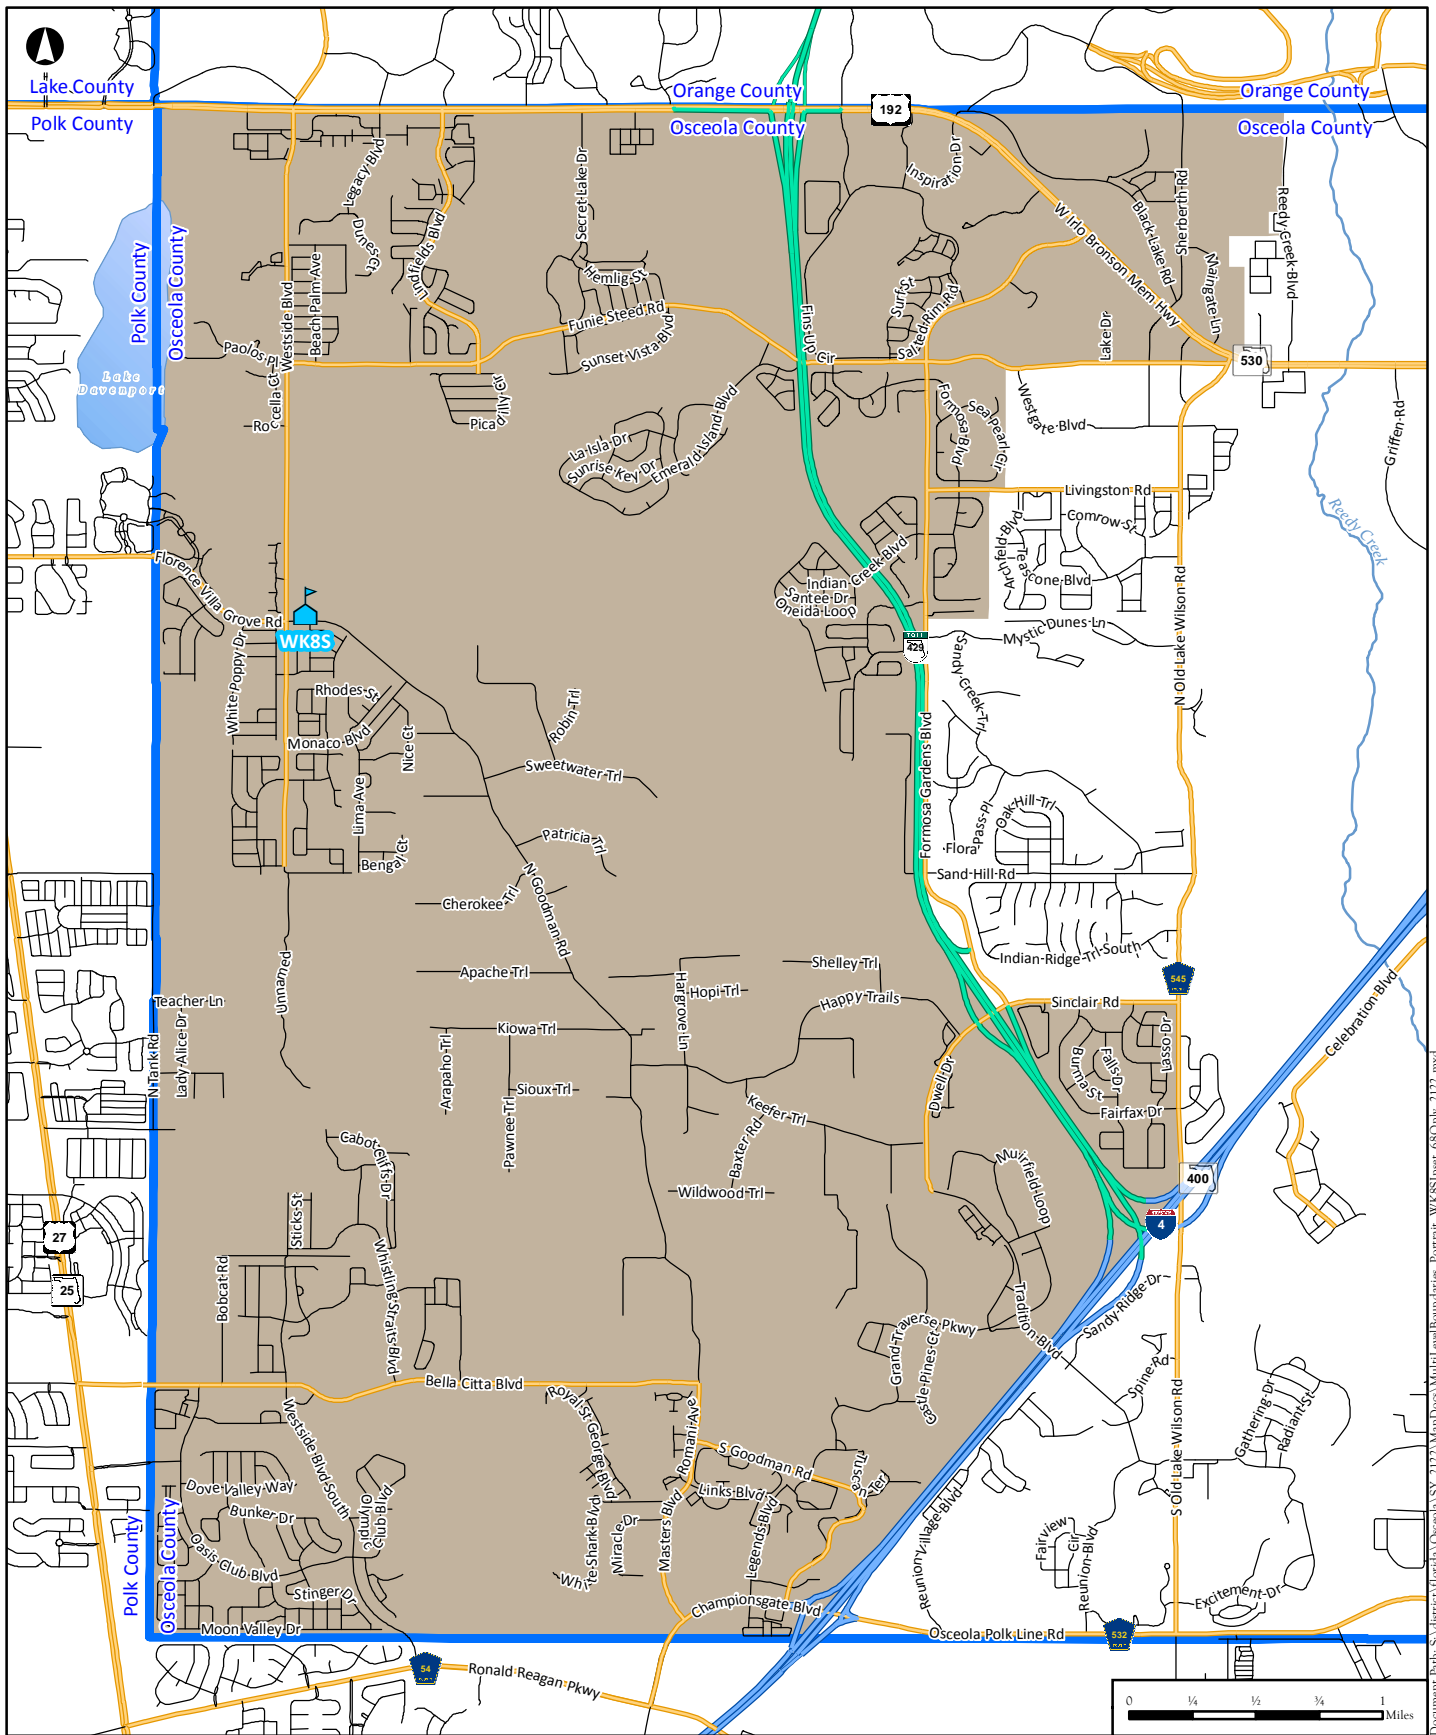 Lake County
Polk County
Orange County
Osceola County
192
Orange County
Osceola County
Inspiration Dr
Legacy Blvd
Secret Lake Dr
Black Lake Rd
Sherberth Rd
Reedy Creek Blvd
W Irlo Bronson Mem Hwy
Dunes Ct
Lindfields Blvd
Polk County
Osceola County
Westside Blvd
Beach Palm Ave
Hemlig St
Surf St
Salted Rim Rd
Maingate Ln
Funie Steed Rd
Sunset Vista Blvd
Fins Up Cir
Lake Dr
530
Paolos Pl
Lake
Davenport
Rocella Ct
Picadilly Cir
Formosa Blvd
Sea Pearl Cir
Westgate Blvd
Griffen Rd
La Isla Dr
Sunrise Key Dr
Emerald Island Blvd
Livingston Rd
Comrow St
Archfeld Blvd
Teascone Blvd
Reedy Creek
Florence Villa Grove Rd
Indian Creek Blvd
Santee Dr
Oneida Loop
N Old Lake Wilson Rd
WK8S
White Poppy Dr
TOLL
429
Mystic Dunes Ln
Sandy Creek Trl
Rhodes St
Monaco Blvd
Nice Ct
Robin Trl
Sweetwater Trl
Formosa Gardens Blvd
Lima Ave
Patricia Trl
Pass Pl
Oak Hill Trl
Flora
Bengal Ct
Sand Hill Rd
Cherokee Trl
N Goodman Rd
Indian Ridge Trl South
Unnamed
Apache Trl
Shelley Trl
545
Hopi Trl
Hargrove Ln
Happy Trails
Sinclair Rd
Celebration Blvd
Teacher Ln
N Tank Rd
Lady Alice Dr
Kiowa Trl
Arapaho Trl
Sioux Trl
Pawnee Trl
Dwell Dr
Burma St
Falls Dr
Lasso Dr
Fairfax Dr
Keefer Trl
Baxter Rd
Cabot Cliffs Dr
Wildwood Trl
Muirfield Loop
400
4
27
25
Sticks St
Bobcat Rd
Whistling Straits Blvd
Sandy Ridge Dr
Tradition Blvd
Grand Traverse Pkwy
Castle Pines Ct
Spine Rd
Bella Citta Blvd
Royal St George Blvd
Romani Ave
S Goodman Rd
Tuscan Ter
S Old Lake Wilson Rd
Gathering Dr
Radiant St
Westside Blvd South
Dove Valley Way
Bunker Dr
Olympic Club Blvd
Links Blvd
Legends Blvd
Masters Blvd
Miracle Dr
White Shark Blvd
Oasis Club Blvd
Stinger Dr
Polk County
Osceola County
Moon Valley Dr
Championsgate Blvd
Reunion Village Blvd
Fairview Cir
Reunion Blvd
Excitement Dr
Osceola Polk Line Rd
532
54
Ronald Reagan Pkwy
0 ¼ ½ ¾ 1
Miles